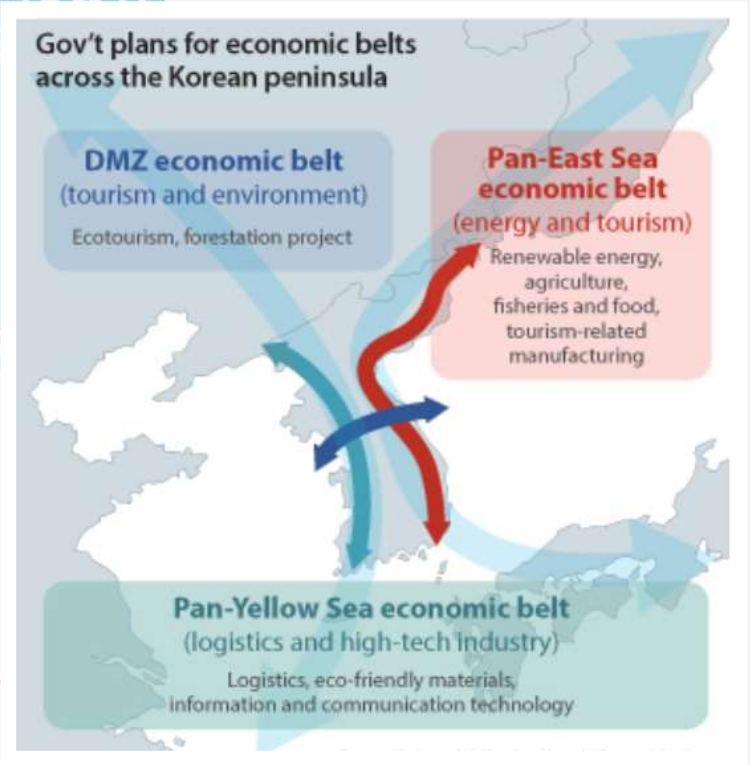 Gov't plans for economic belts
across the Korean peninsula
DMZ economic belt
(tourism and environment)
Ecotourism, forestation project
Pan-East Sea
economic belt
(energy and tourism)
Renewable energy,
agriculture,
fisheries and food,
tourism-related
manufacturing
Pan-Yellow Sea economic belt
(logistics and high-tech industry)
Logistics, eco-friendly materials,
information and communication technology